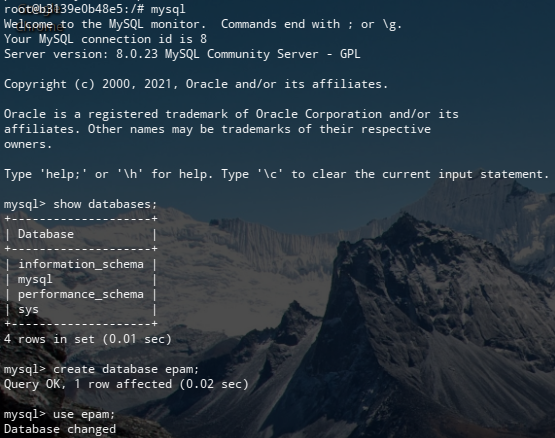 root@b3139e0b48e5:/# mysql
Welcome to the MySQL monitor.  Commands end with ; or \g.
Your MySQL connection id is 8
Server version: 8.0.23 MySQL Community Server - GPL

Copyright (c) 2000, 2021, Oracle and/or its affiliates.

Oracle is a registered trademark of Oracle Corporation and/or its
affiliates. Other names may be trademarks of their respective
owners.

Type 'help;' or '\h' for help. Type '\c' to clear the current input statement.

mysql> show databases;
+--------------------+
| Database           |
+--------------------+
| information_schema |
| mysql              |
| performance_schema |
| sys                |
+--------------------+
4 rows in set (0.01 sec)

mysql> create database epam;
Query OK, 1 row affected (0.02 sec)

mysql> use epam;
Database changed